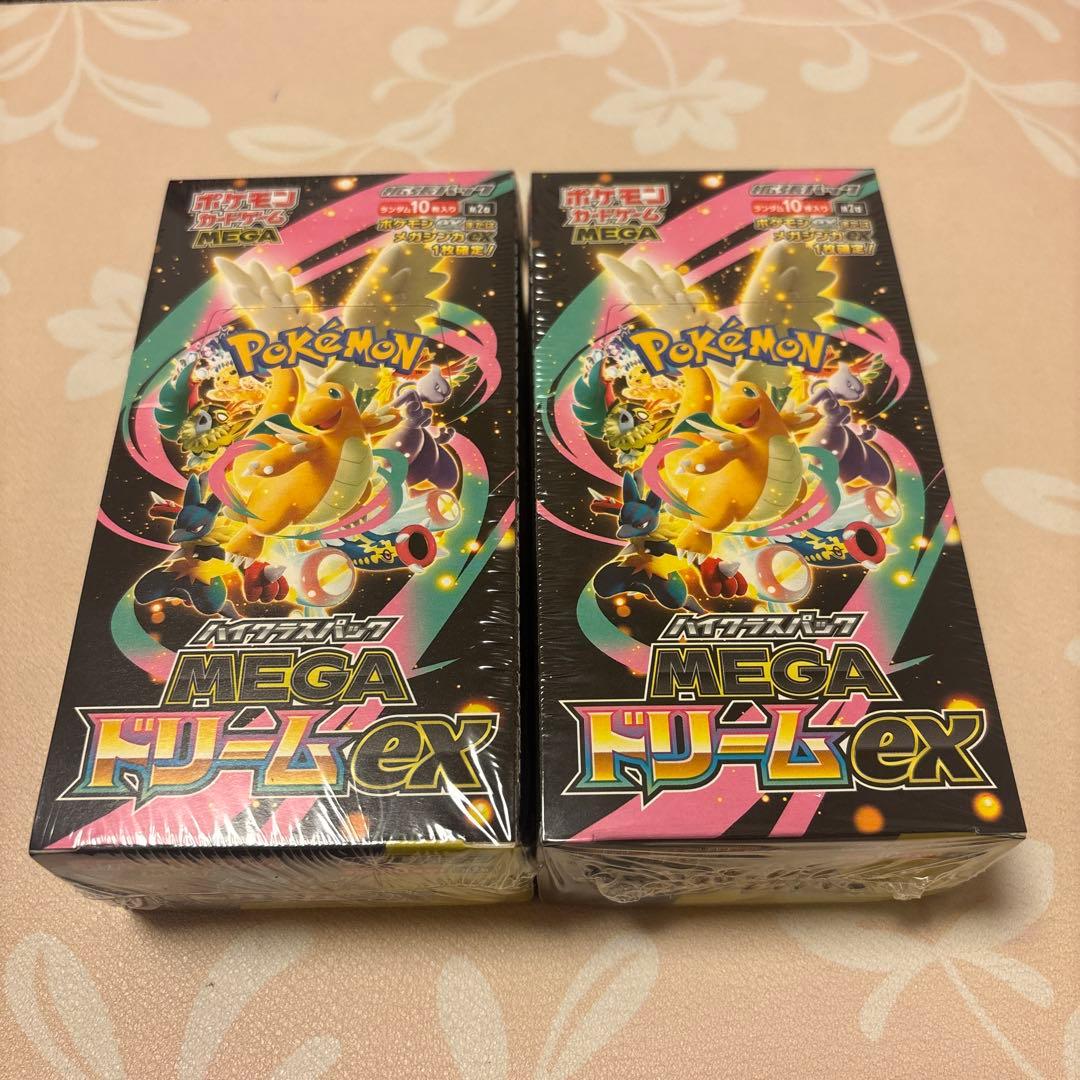 ポケモン
カードゲーム
MEGA
拡張パック
ランダム10枚入り
ポケモンexまたは
メガシンカex
1枚確定!
POKéMON
ハイクラスパック
MEGA
ドリームex
ポケモン
カードゲーム
MEGA
拡張パック
ランダム10枚入り
ポケモンexまたは
メガシンカex
1枚確定!
POKéMON
ハイクラスパック
MEGA
ドリームex